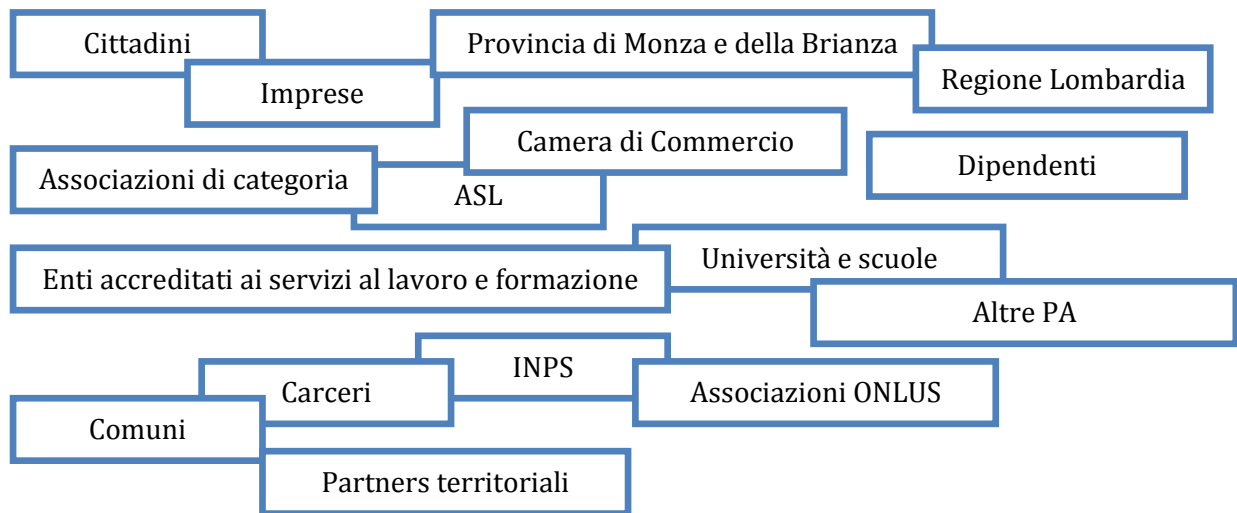 Cittadini
Provincia di Monza e della Brianza
Regione Lombardia
Imprese
Camera di Commercio
Dipendenti
Associazioni di categoria
ASL
Università e scuole
Enti accreditati ai servizi al lavoro e formazione
Altre PA
INPS
Carceri
Associazioni ONLUS
Comuni
Partners territoriali